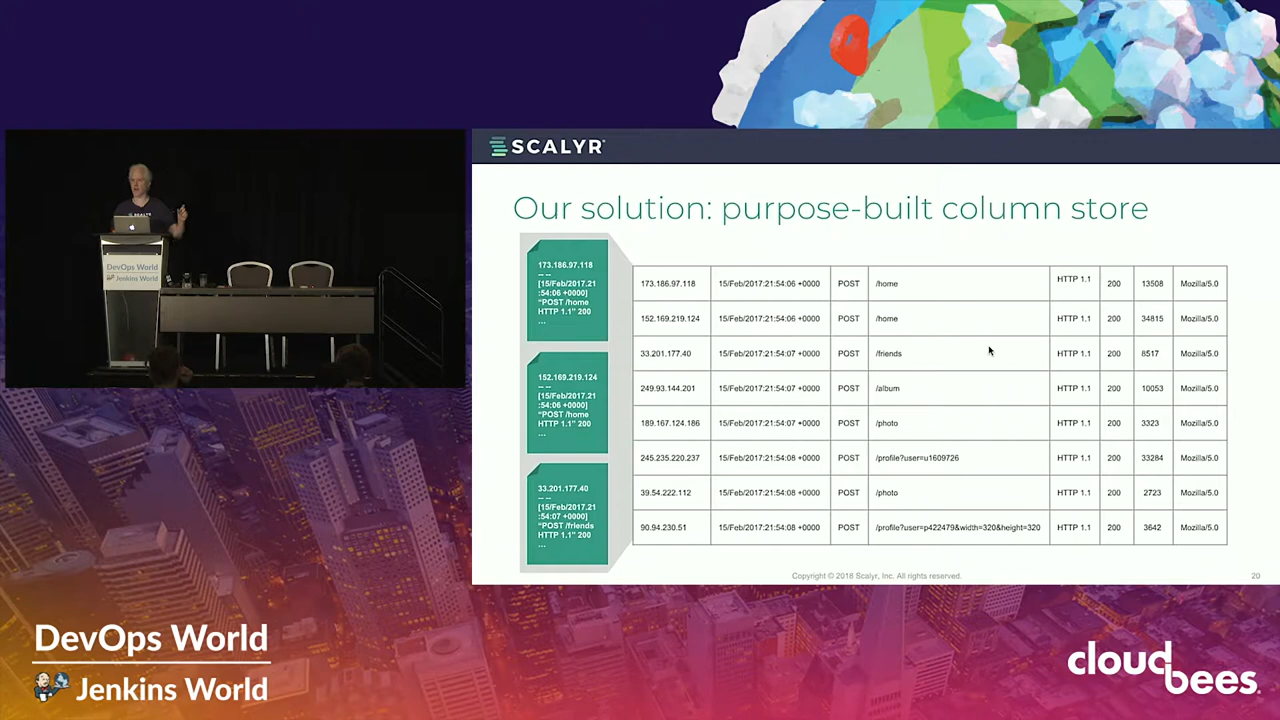 SCALYR
Our solution: purpose-built column store
173.186.97.118
-- --
[15/Feb/2017.21
:54:06 +0000]
"POST /home
HTTP 1.1" 200
...
152.169.219.124
-- --
[15/Feb/2017.21
:54:06 +0000]
"POST /home
HTTP 1.1" 200
...
33.201.177.40
-- --
[15/Feb/2017.21
:54:07 +0000]
"POST /friends
HTTP 1.1" 200
...
173.186.97.118 15/Feb/2017:21:54:06 +0000 POST /home HTTP 1.1 200 13508 Mozilla/5.0
152.169.219.124 15/Feb/2017:21:54:06 +0000 POST /home HTTP 1.1 200 34815 Mozilla/5.0
33.201.177.40 15/Feb/2017:21:54:07 +0000 POST /friends HTTP 1.1 200 8517 Mozilla/5.0
249.93.144.201 15/Feb/2017:21:54:07 +0000 POST /album HTTP 1.1 200 10053 Mozilla/5.0
189.167.124.186 15/Feb/2017:21:54:07 +0000 POST /photo HTTP 1.1 200 3323 Mozilla/5.0
245.235.220.237 15/Feb/2017:21:54:08 +0000 POST /profile?user=u1609726 HTTP 1.1 200 33284 Mozilla/5.0
39.54.222.112 15/Feb/2017:21:54:08 +0000 POST /photo HTTP 1.1 200 2723 Mozilla/5.0
90.94.230.51 15/Feb/2017:21:54:08 +0000 POST /profile?user=p422479&width=320&height=320 HTTP 1.1 200 3642 Mozilla/5.0
Copyright © 2018 Scalyr, Inc. All rights reserved.
20
SCALYR
DevOps World
Jenkins World
DevOps World
Jenkins World
cloud
bees.